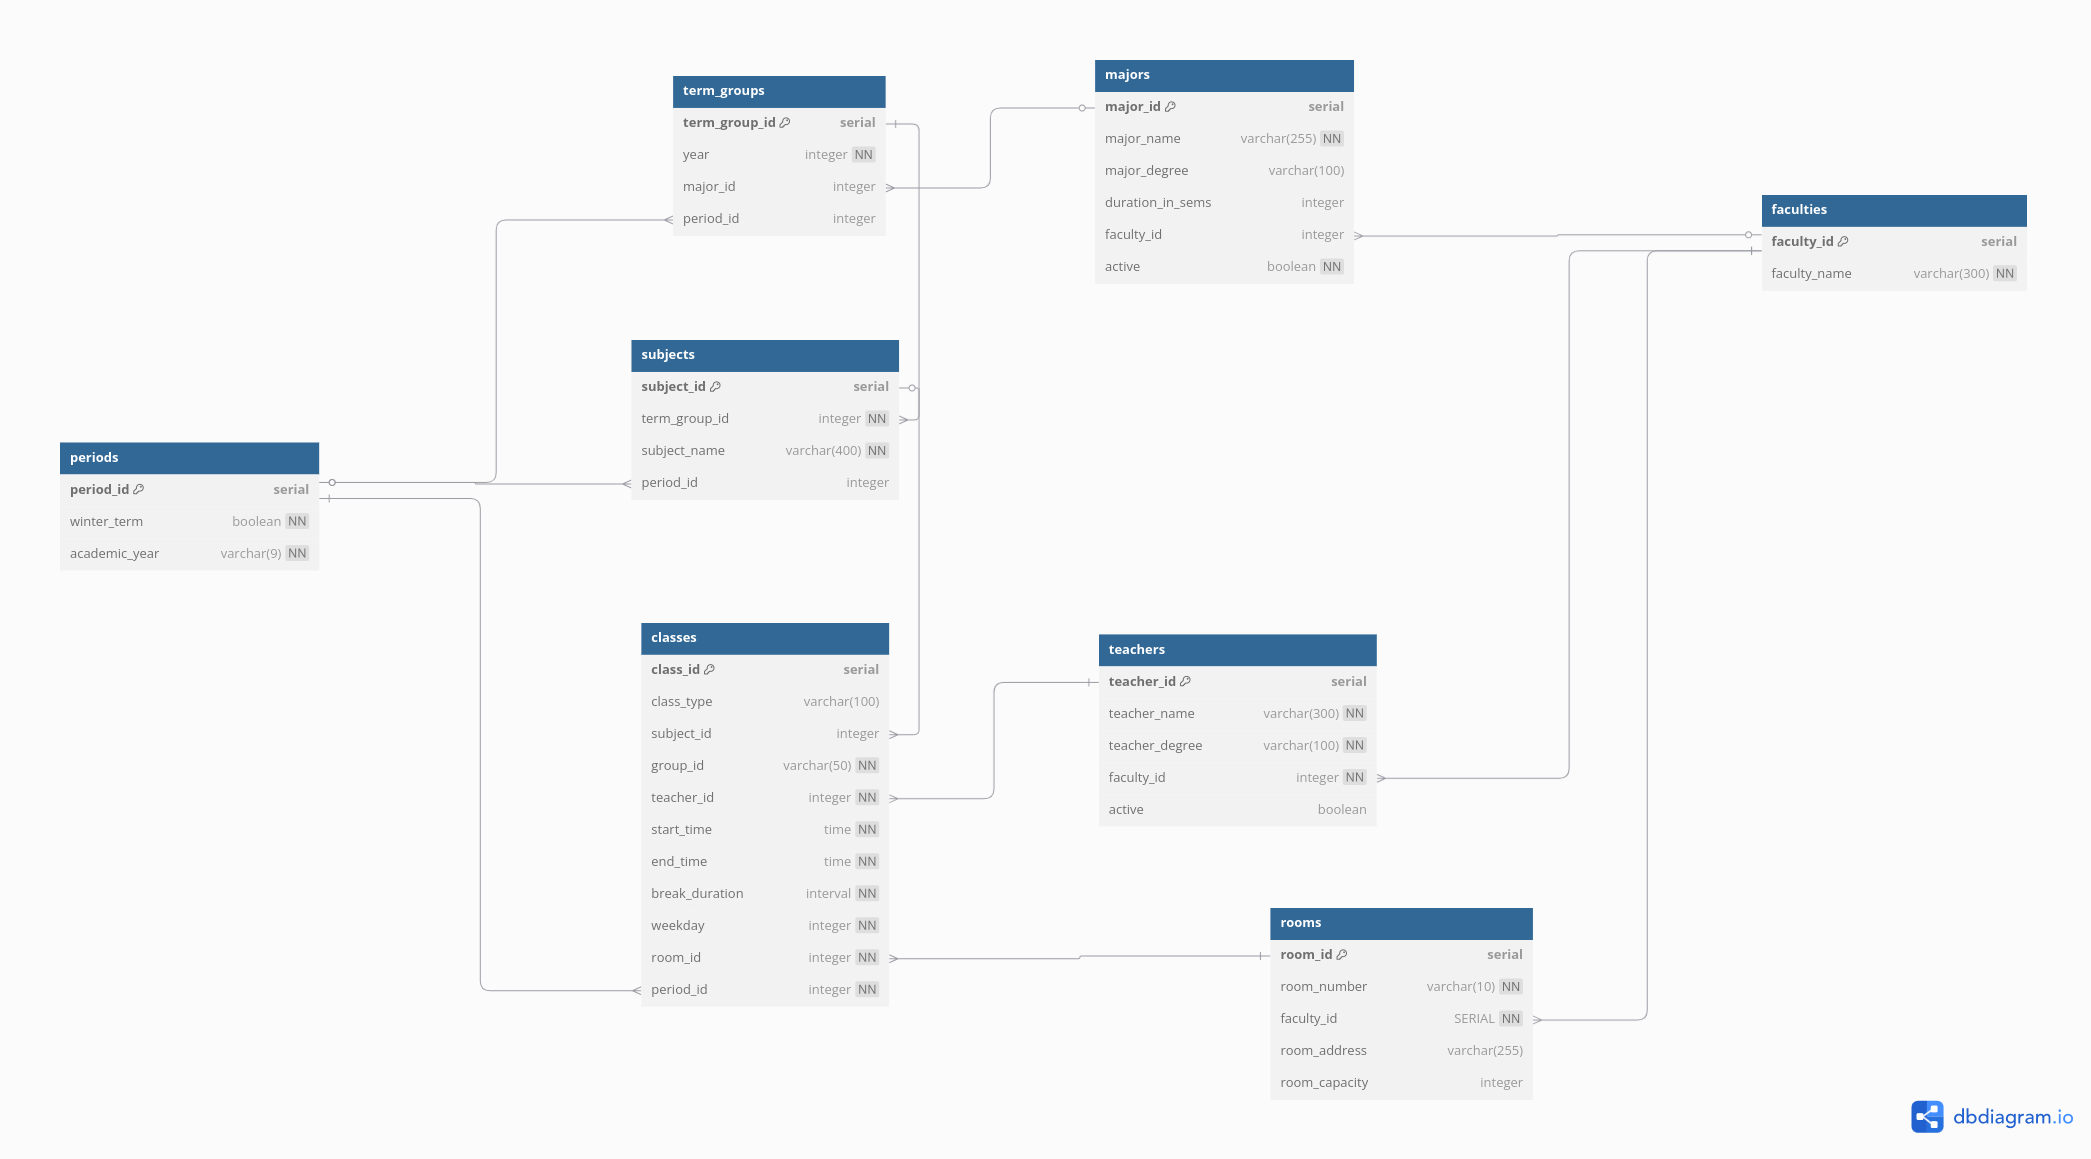 term_groups
term_group_id serial
year integer NN
major_id integer
period_id integer
majors
major_id serial
major_name varchar(255) NN
major_degree varchar(100)
duration_in_sems integer
faculty_id integer
active boolean NN
faculties
faculty_id serial
faculty_name varchar(300) NN
subjects
subject_id serial
term_group_id integer NN
subject_name varchar(400) NN
period_id integer
periods
period_id serial
winter_term boolean NN
academic_year varchar(9) NN
classes
class_id serial
class_type varchar(100)
subject_id integer
group_id varchar(50) NN
teacher_id integer NN
start_time time NN
end_time time NN
break_duration interval NN
weekday integer NN
room_id integer NN
period_id integer NN
teachers
teacher_id serial
teacher_name varchar(300) NN
teacher_degree varchar(100) NN
faculty_id integer NN
active boolean
rooms
room_id serial
room_number varchar(10) NN
faculty_id SERIAL NN
room_address varchar(255)
room_capacity integer
dbdiagram.io